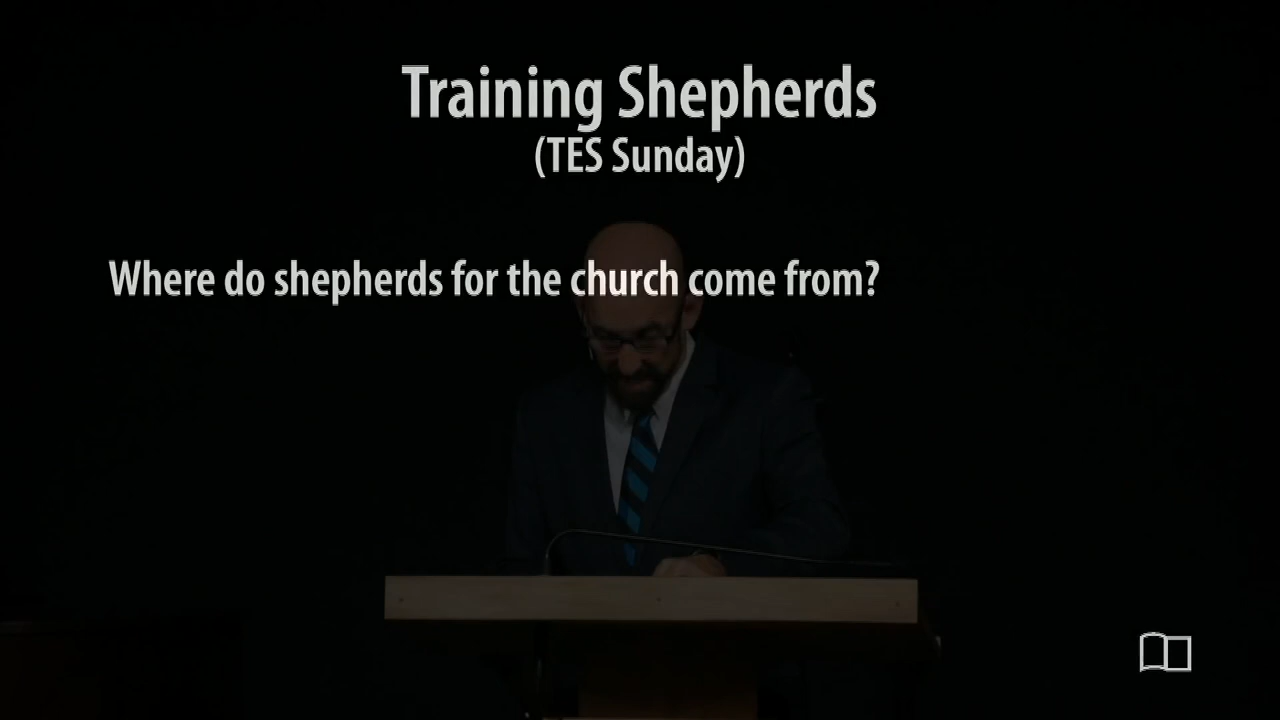 Training Shepherds
(TES Sunday)
Where do shepherds for the church come from?